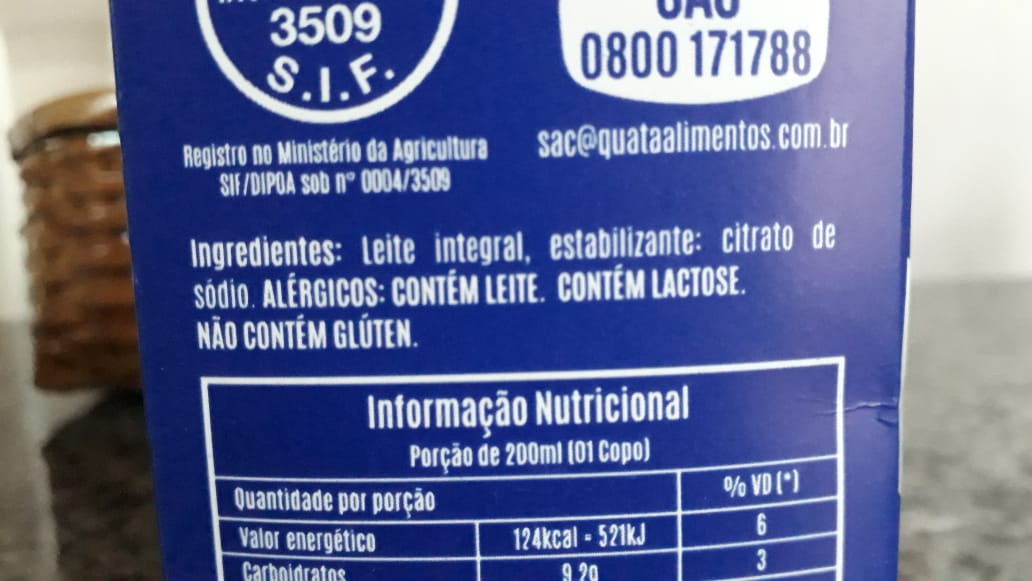 3509
S.I.F.
SAC
0800 171788
Registro no Ministério da Agricultura
SIF/DIPOA sob nº 0004/3509
sac@quataalimentos.com.br
Ingredientes: Leite integral, estabilizante: citrato de
sódio. ALÉRGICOS: CONTÉM LEITE. CONTÉM LACTOSE.
NÃO CONTÉM GLÚTEN.
Informação Nutricional
Porção de 200ml (01 Copo)
Quantidade por porção % VD (*)
Valor energético 124kcal = 521kJ 6
Carboidratos 9,2g 3